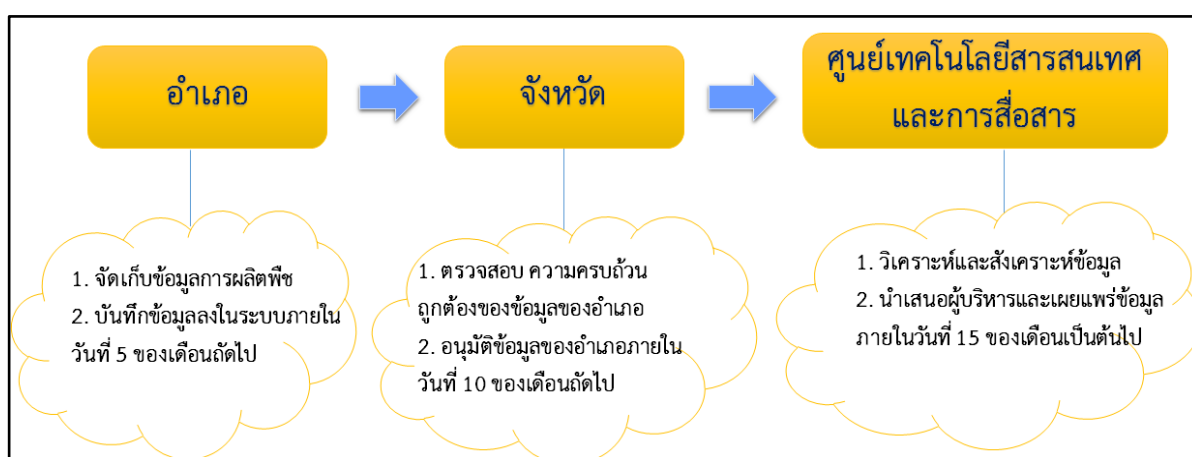 อำเภอ
จังหวัด
ศูนย์เทคโนโลยีสารสนเทศ
และการสื่อสาร
1. จัดเก็บข้อมูลการผลิตพืช
2. บันทึกข้อมูลลงในระบบภายใน
วันที่ 5 ของเดือนถัดไป
1. ตรวจสอบ ความครบถ้วน
ถูกต้องของข้อมูลของอำเภอ
2. อนุมัติข้อมูลของอำเภอภายใน
วันที่ 10 ของเดือนถัดไป
1. วิเคราะห์และสังเคราะห์ข้อมูล
2. นำเสนอผู้บริหารและเผยแพร่ข้อมูล
ภายในวันที่ 15 ของเดือนเป็นต้นไป